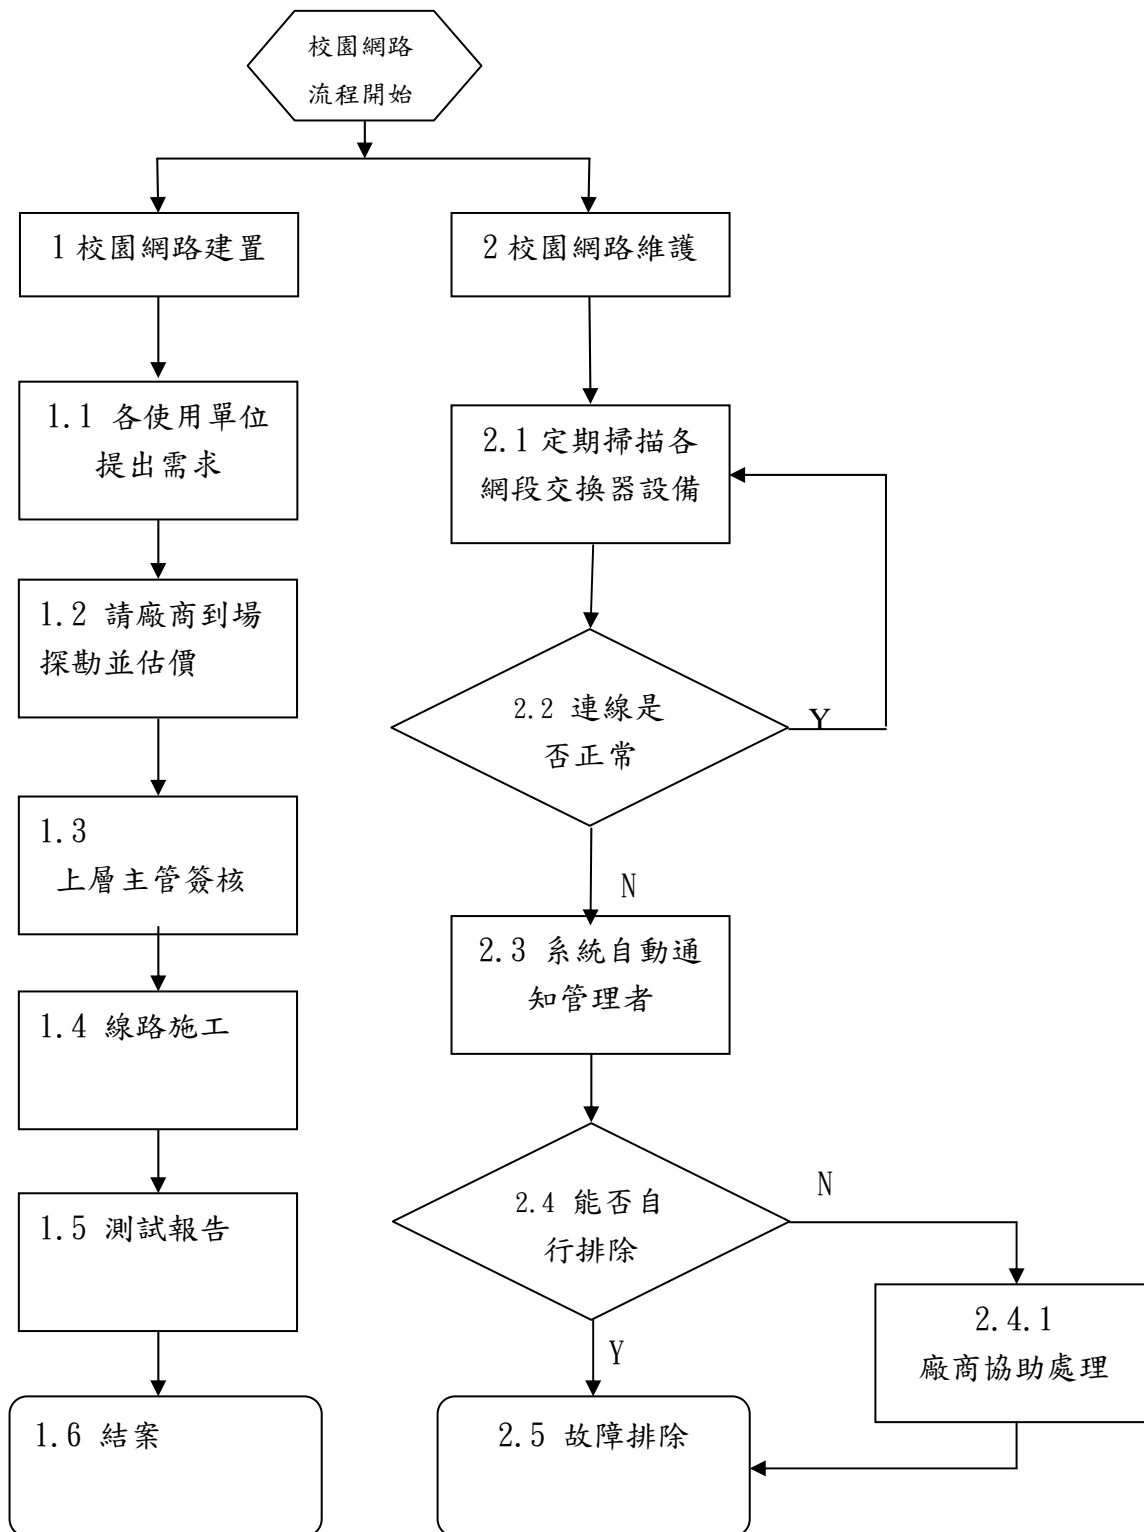 校園網路
流程開始
1 校園網路建置
2 校園網路維護
1.1 各使用單位
提出需求
2.1 定期掃描各
網段交換器設備
1.2 請廠商到場
探勘並估價
2.2 連線是
否正常
Y
1.3
上層主管簽核
N
2.3 系統自動通
知管理者
1.4 線路施工
2.4 能否自
行排除
N
1.5 測試報告
2.4.1
廠商協助處理
Y
1.6 結案
2.5 故障排除